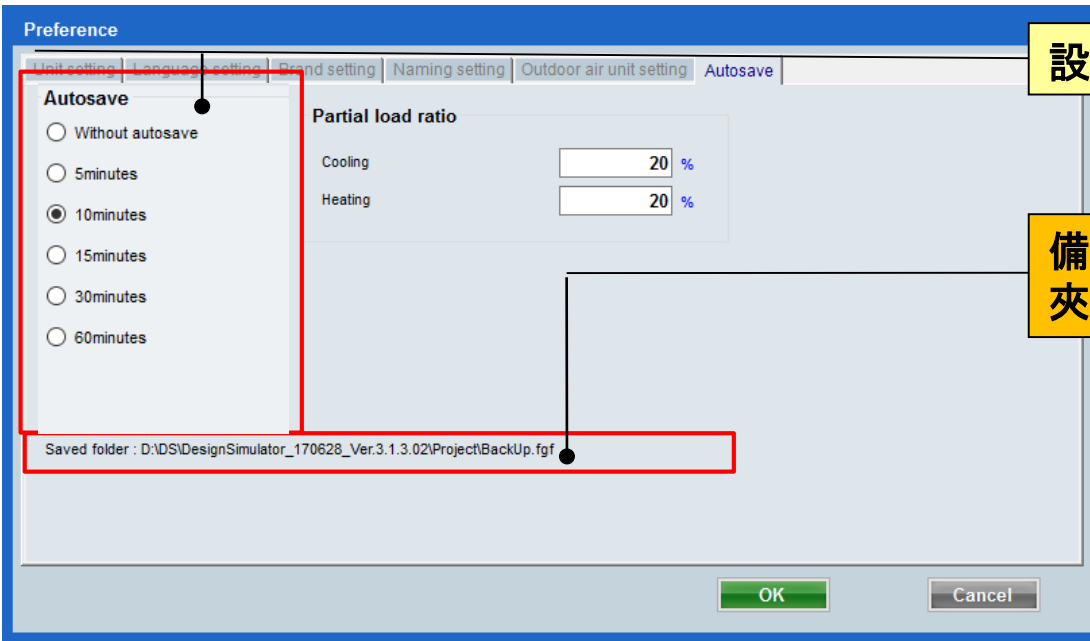 Preference
Unit setting Language setting Brand setting Naming setting Outdoor air unit setting Autosave
設
Autosave
Without autosave
5minutes
10minutes
15minutes
30minutes
60minutes
Partial load ratio
Cooling 20 %
Heating 20 %
備
夾
Saved folder : D:\DS\DesignSimulator_170628_Ver.3.1.3.02\Project\BackUp.fgf
OK Cancel